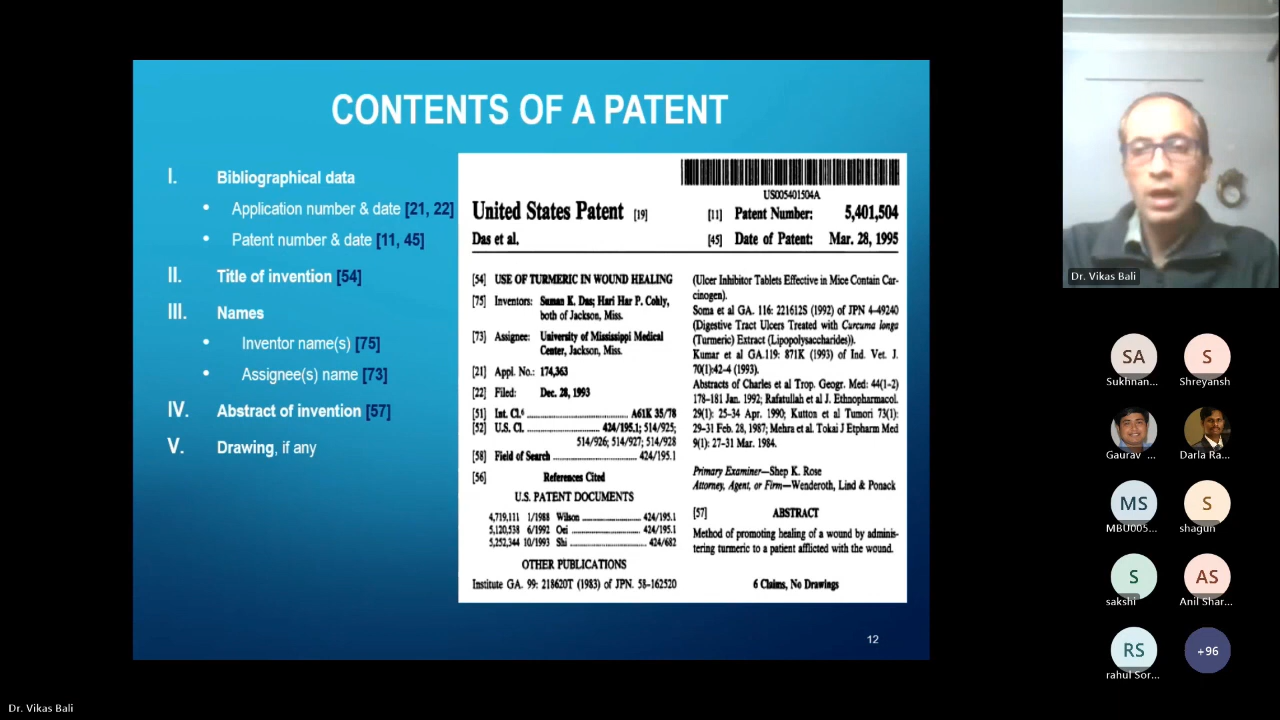 CONTENTS OF A PATENT
I. Bibliographical data
• Application number & date [21, 22]
• Patent number & date [11, 45]
II. Title of invention [54]
III. Names
• Inventor name(s) [75]
• Assignee(s) name [73]
IV. Abstract of invention [57]
V. Drawing, if any
US005401504A
United States Patent [19]
Das et al.
[11] Patent Number: 5,401,504
[45] Date of Patent: Mar. 28, 1995
[54] USE OF TURMERIC IN WOUND HEALING
[75] Inventors: Suman K. Das; Hari Har P. Cohly,
both of Jackson, Miss.
[73] Assignee: University of Mississippi Medical
Center, Jackson, Miss.
[21] Appl. No.: 174,363
[22] Filed: Dec. 28, 1993
[51] Int. Cl.⁶ ........................ A61K 35/78
[52] U.S. Cl. ........................ 424/195.1; 514/925;
514/926; 514/927; 514/928
[58] Field of Search ........................ 424/195.1
[56] References Cited
U.S. PATENT DOCUMENTS
4,719,111 1/1988 Wilson ........................ 424/195.1
5,120,538 6/1992 Oei ........................ 424/195.1
5,252,344 10/1993 Shi ........................ 424/682
OTHER PUBLICATIONS
Institute GA. 99: 218620T (1983) of JPN. 58-162520
(Ulcer Inhibitor Tablets Effective in Mice Contain Car-
cinogen).
Soma et al GA. 116: 221612S (1992) of JPN 4-49240
(Digestive Tract Ulcers Treated with Curcuma longa
(Turmeric) Extract (Lipopolysaccharides)).
Kumar et al GA.119: 871K (1993) of Ind. Vet. J.
70(1):42-4 (1993).
Abstracts of Charles et al Trop. Geogr. Med: 44(1-2)
178-181 Jan. 1992; Rafatullah et al J. Ethnopharmacol.
29(1): 25-34 Apr. 1990; Kutton et al Tumori 73(1):
29-31 Feb. 28, 1987; Mehra et al. Tokai J Etpharm Med
9(1): 27-31 Mar. 1984.
Primary Examiner—Shep K. Rose
Attorney, Agent, or Firm—Wenderoth, Lind & Ponack
[57] ABSTRACT
Method of promoting healing of a wound by adminis-
tering turmeric to a patient afflicted with the wound.
6 Claims, No Drawings
12
Dr. Vikas Bali
SA
Sukhnan...
S
Shreyansh
Gaurav ...
Darla Ra...
MS
MBU005...
S
shagun
S
sakshi
AS
Anil Shar...
RS
rahul Sor...
+96
Dr. Vikas Bali